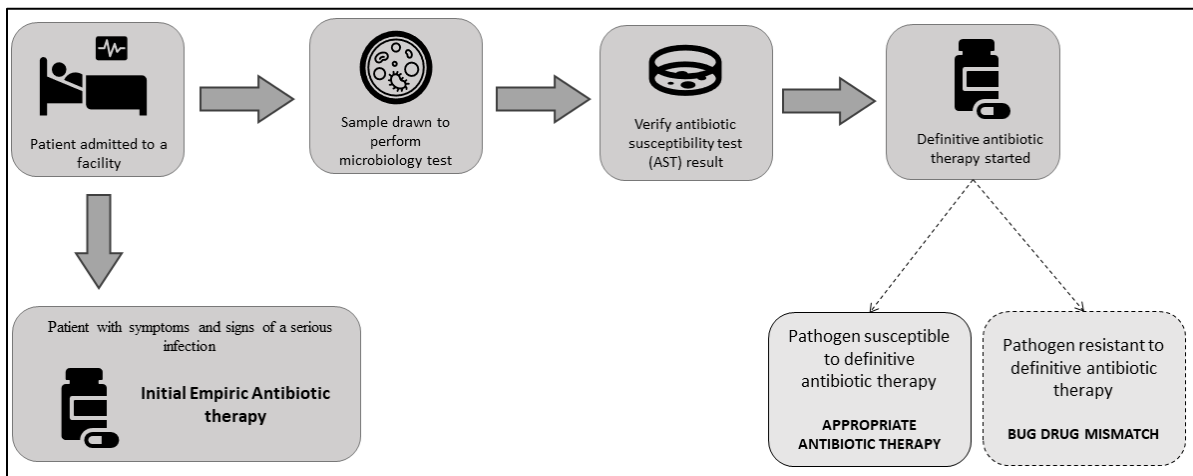 Patient admitted to a
facility
Sample drawn to
perform
microbiology test
Verify antibiotic
susceptibility test
(AST) result
Definitive antibiotic
therapy started
Patient with symptoms and signs of a serious
infection
Initial Empiric Antibiotic
therapy
Pathogen susceptible
to definitive
antibiotic therapy
APPROPRIATE
ANTIBIOTIC THERAPY
Pathogen resistant to
definitive antibiotic
therapy
BUG DRUG MISMATCH